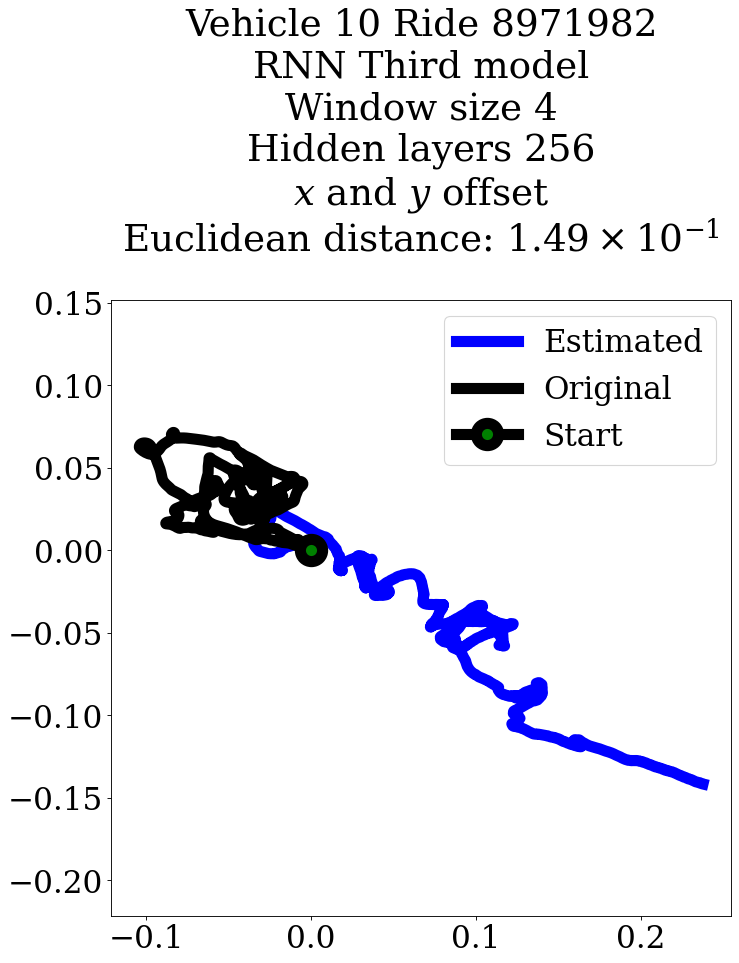 Vehicle 10 Ride 8971982
RNN Third model
Window size 4
Hidden layers 256
x and y offset
Euclidean distance: 1.49 × 10⁻¹
Estimated
Original
Start
0.15
0.10
0.05
0.00
−0.05
−0.10
−0.15
−0.20
−0.1 0.0 0.1 0.2